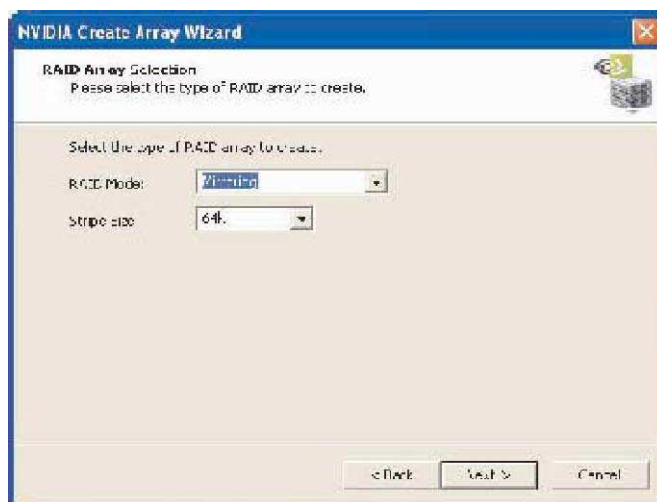 NVIDIA Create Array Wizard
RAID Array Selection
Please select the type of RAID array to create.
Select the type of RAID array to create.
RAID Mode:
Mirroring
Stripe Size
64k
< Back
Next >
Cancel